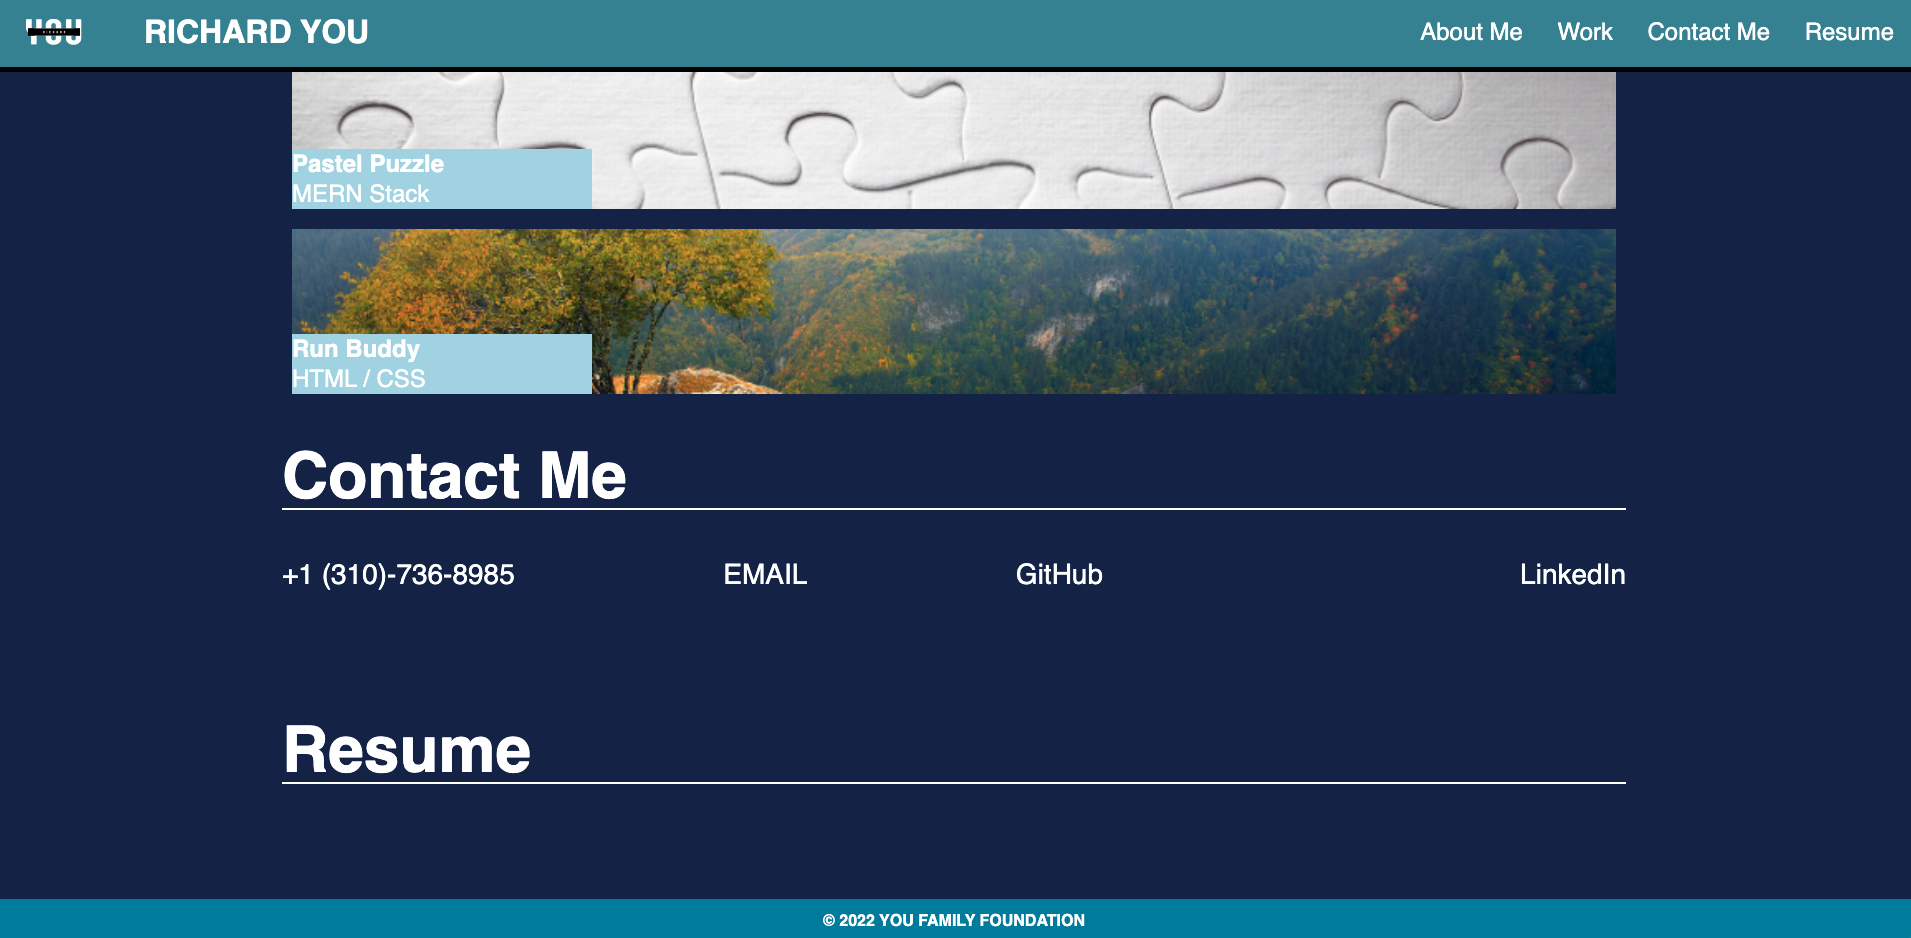 YOU
RICHARD YOU
About Me Work Contact Me Resume
Pastel Puzzle
MERN Stack
Run Buddy
HTML / CSS
Contact Me
+1 (310)-736-8985 EMAIL GitHub LinkedIn
Resume
© 2022 YOU FAMILY FOUNDATION